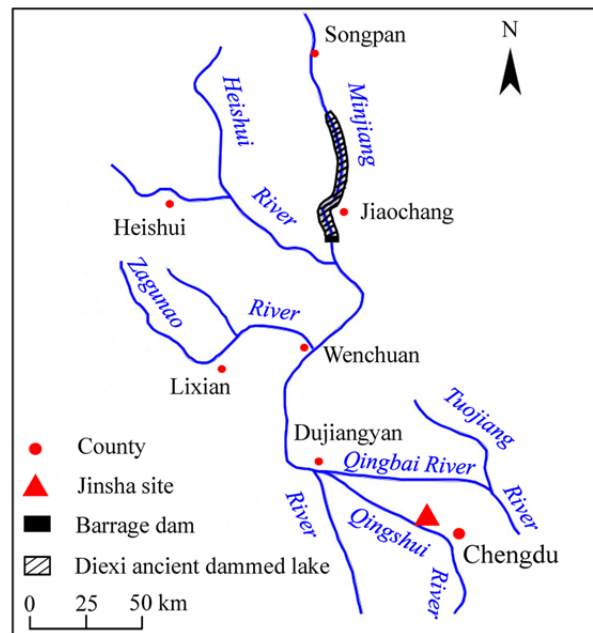 Songpan
N
Heishui
Minjiang
Jiaochang
River
Heishui
Zagunao
River
Wenchuan
Lixian
Tuojiang
Dujiangyan
County
Qingbai River
Jinsha site
River
River
Qingshui
Barrage dam
Chengdu
Diexi ancient dammed lake
River
0 25 50 km